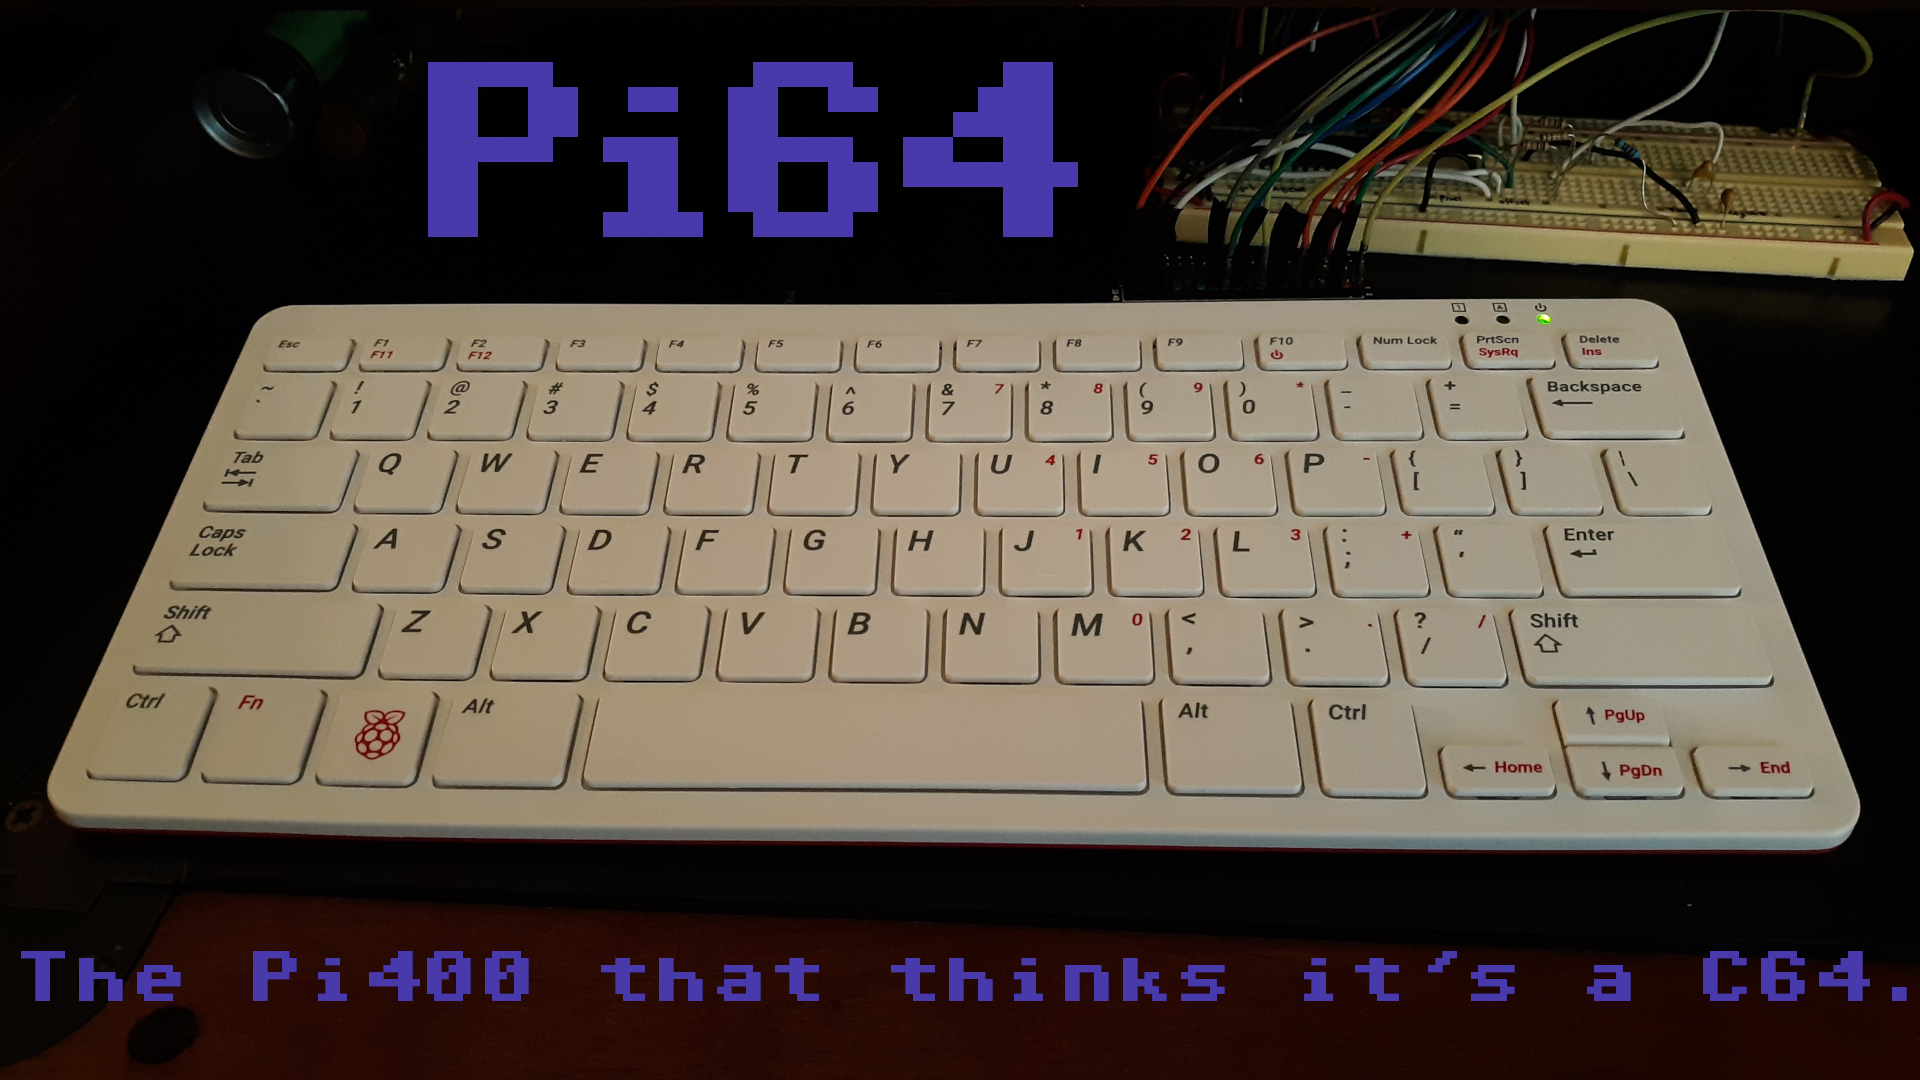 Pi64
Esc F1 F2 F3 F4 F5 F6 F7 F8 F9 F10 Num Lock PrtScn Delete
F11 F12 SysRq Ins
~ ! @ # $ % ^ & 7 * 8 ( 9 ) * _ + Backspace
` 1 2 3 4 5 6 7 8 9 0 - =
Tab Q W E R T Y U 4 I 5 O 6 P - { } |
[ ] \
Caps A S D F G H J 1 K 2 L 3 : + " Enter
Lock ; '
Shift Z X C V B N M 0 < > . ? / Shift
, . /
Ctrl Fn Alt Alt Ctrl ↑ PgUp
← Home ↓ PgDn → End
The Pi400 that thinks it's a C64.